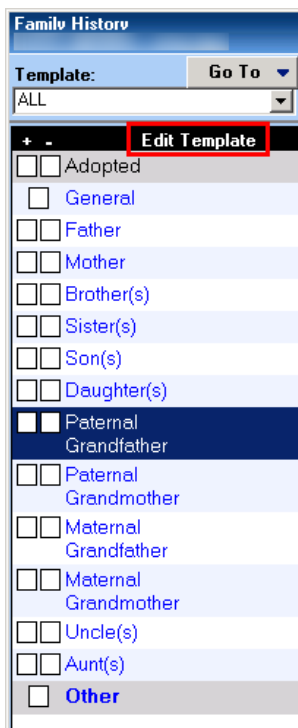 Family History
Template:
Go To
ALL
+ -
Edit Template
Adopted
General
Father
Mother
Brother(s)
Sister(s)
Son(s)
Daughter(s)
Paternal
Grandfather
Paternal
Grandmother
Maternal
Grandfather
Maternal
Grandmother
Uncle(s)
Aunt(s)
Other